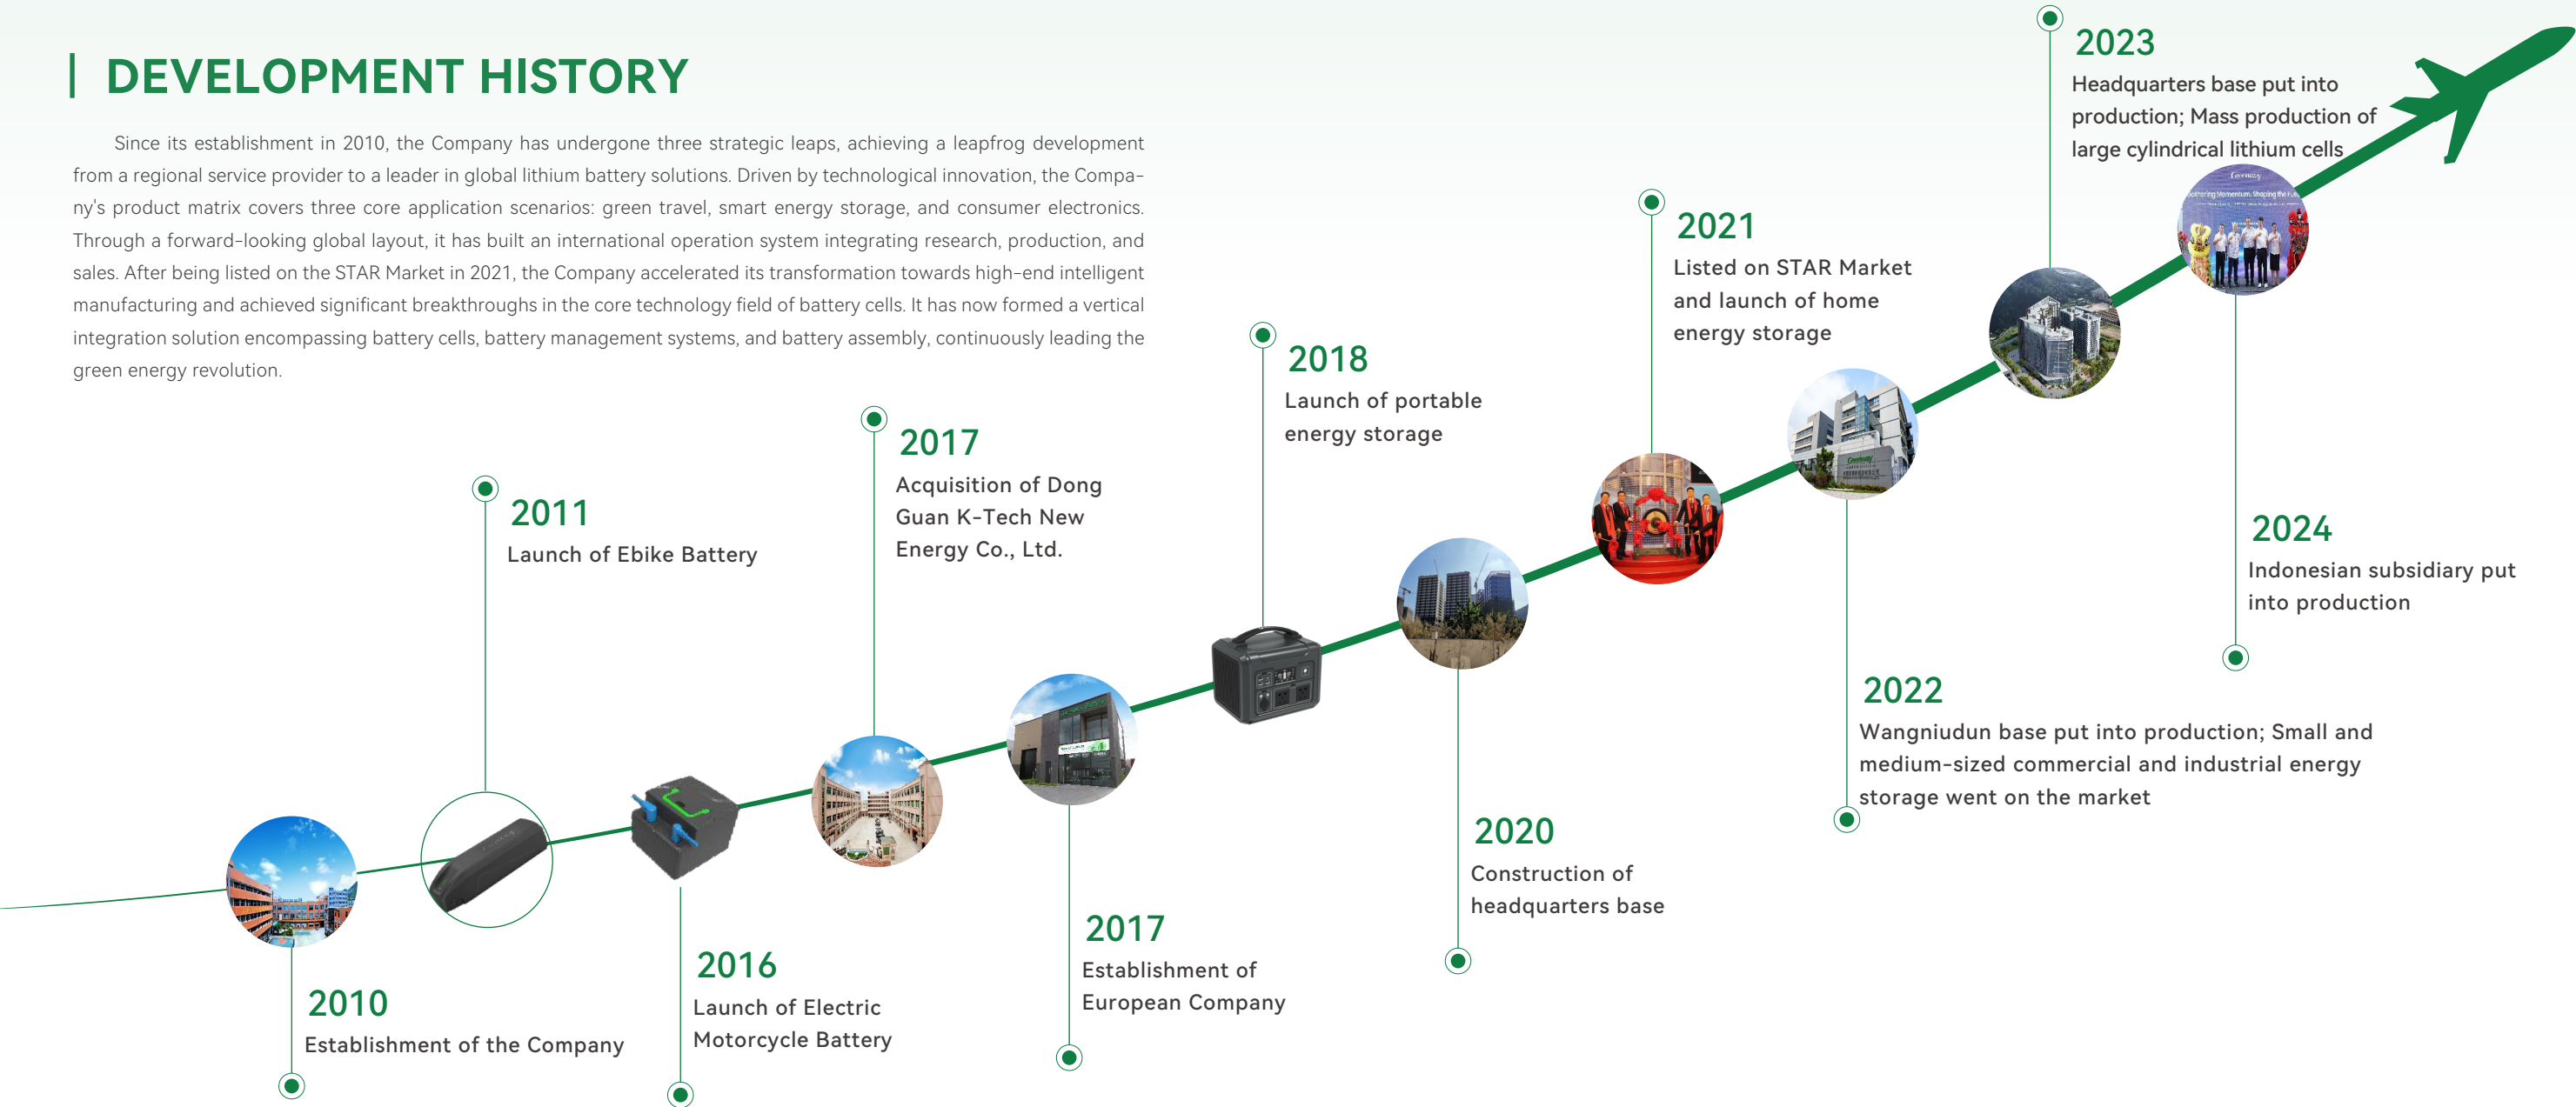 DEVELOPMENT HISTORY
Since its establishment in 2010, the Company has undergone three strategic leaps, achieving a leapfrog development
from a regional service provider to a leader in global lithium battery solutions. Driven by technological innovation, the Compa-
ny's product matrix covers three core application scenarios: green travel, smart energy storage, and consumer electronics.
Through a forward-looking global layout, it has built an international operation system integrating research, production, and
sales. After being listed on the STAR Market in 2021, the Company accelerated its transformation towards high-end intelligent
manufacturing and achieved significant breakthroughs in the core technology field of battery cells. It has now formed a vertical
integration solution encompassing battery cells, battery management systems, and battery assembly, continuously leading the
green energy revolution.
2010
Establishment of the Company
2011
Launch of Ebike Battery
2016
Launch of Electric
Motorcycle Battery
2017
Acquisition of Dong
Guan K-Tech New
Energy Co., Ltd.
2017
Establishment of
European Company
2018
Launch of portable
energy storage
2020
Construction of
headquarters base
2021
Listed on STAR Market
and launch of home
energy storage
2022
Wangniudun base put into production; Small and
medium-sized commercial and industrial energy
storage went on the market
Greenway
2023
Headquarters base put into
production; Mass production of
large cylindrical lithium cells
2024
Indonesian subsidiary put
into production
Greenway
Momentum, Shaping the